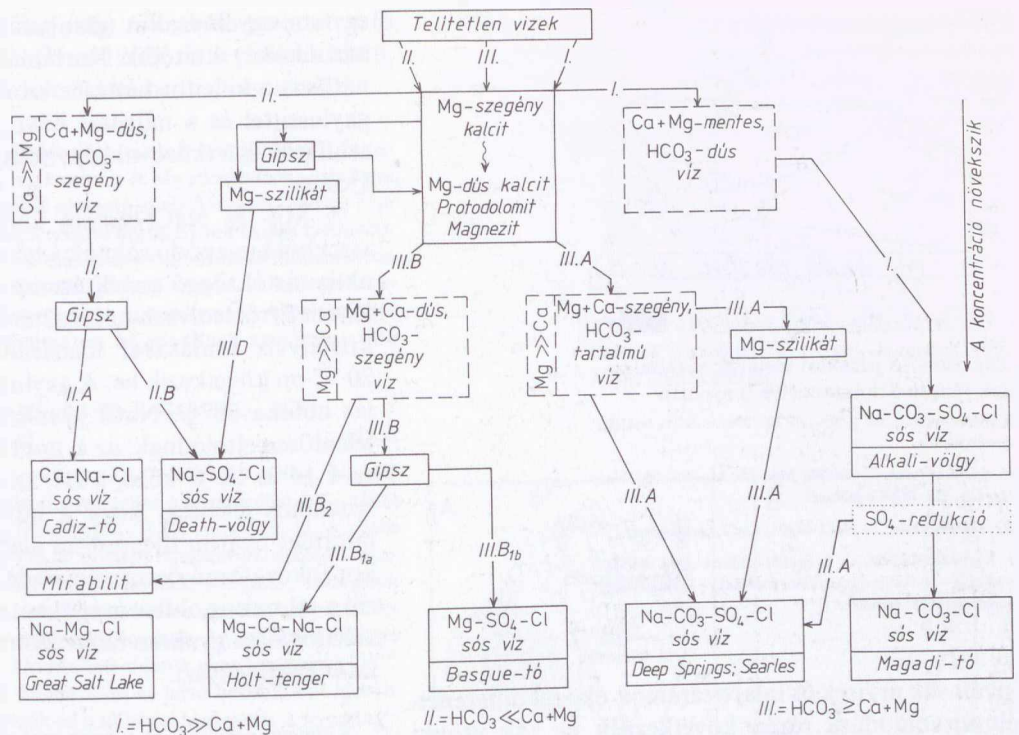 Telítetlen vizek
II.
III.
I.
II.
I.
Ca≫Mg
Ca+Mg-dús,
HCO₃-
szegény
víz
Gipsz
Mg-szilikát
Mg-szegény
kalcit
Mg-dús kalcit
Protodolomit
Magnezit
Ca+Mg-mentes,
HCO₃-dús
víz
A koncentráció növekszik
II.
Gipsz
III.D
III.B
III.A
I.
Mg≫Ca
Mg+Ca-dús,
HCO₃-
szegény
víz
Mg≫Ca
Mg+Ca-szegény,
HCO₃
tartalmú
víz
III.A
Mg-szilikát
II.A
II.B
III.B
Gipsz
Ca-Na-Cl
sós víz
Cadiz-tó
Na-SO₄-Cl
sós víz
Death-völgy
Na-CO₃-SO₄-Cl
sós víz
Alkali-völgy
III.B₂
III.B₁ₐ
III.B₁b
III.A
III.A
III.A
SO₄-redukció
Mirabilit
Na-Mg-Cl
sós víz
Great Salt Lake
Mg-Ca-Na-Cl
sós víz
Holt-tenger
Mg-SO₄-Cl
sós víz
Basque-tó
Na-CO₃-SO₄-Cl
sós víz
Deep Springs; Searles
Na-CO₃-Cl
sós víz
Magadi-tó
I.=HCO₃≫Ca+Mg
II.=HCO₃≪Ca+Mg
III.=HCO₃≥Ca+Mg